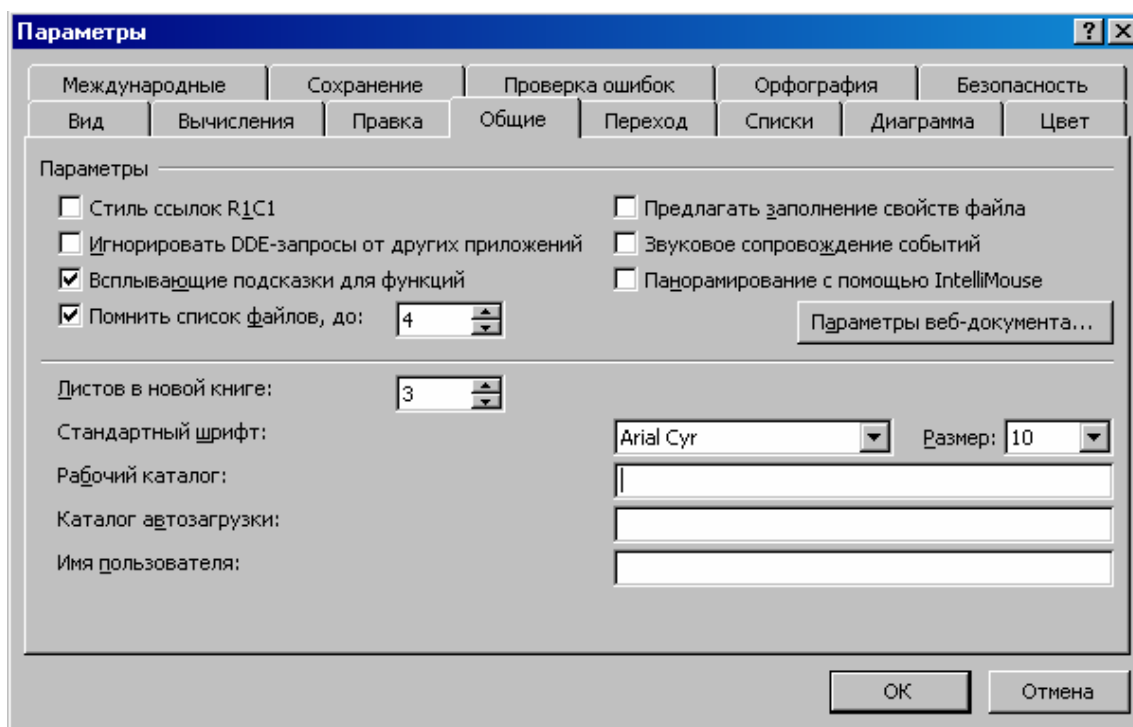 Параметры
Международные Сохранение Проверка ошибок Орфография Безопасность
Вид Вычисления Правка Общие Переход Списки Диаграмма Цвет
Параметры
Стиль ссылок R1C1 Предлагать заполнение свойств файла
Игнорировать DDE-запросы от других приложений Звуковое сопровождение событий
Всплывающие подсказки для функций Панорамирование с помощью IntelliMouse
Помнить список файлов, до: 4 Параметры веб-документа...
Листов в новой книге: 3
Стандартный шрифт: Arial Cyr Размер: 10
Рабочий каталог:
Каталог автозагрузки:
Имя пользователя:
ОК Отмена